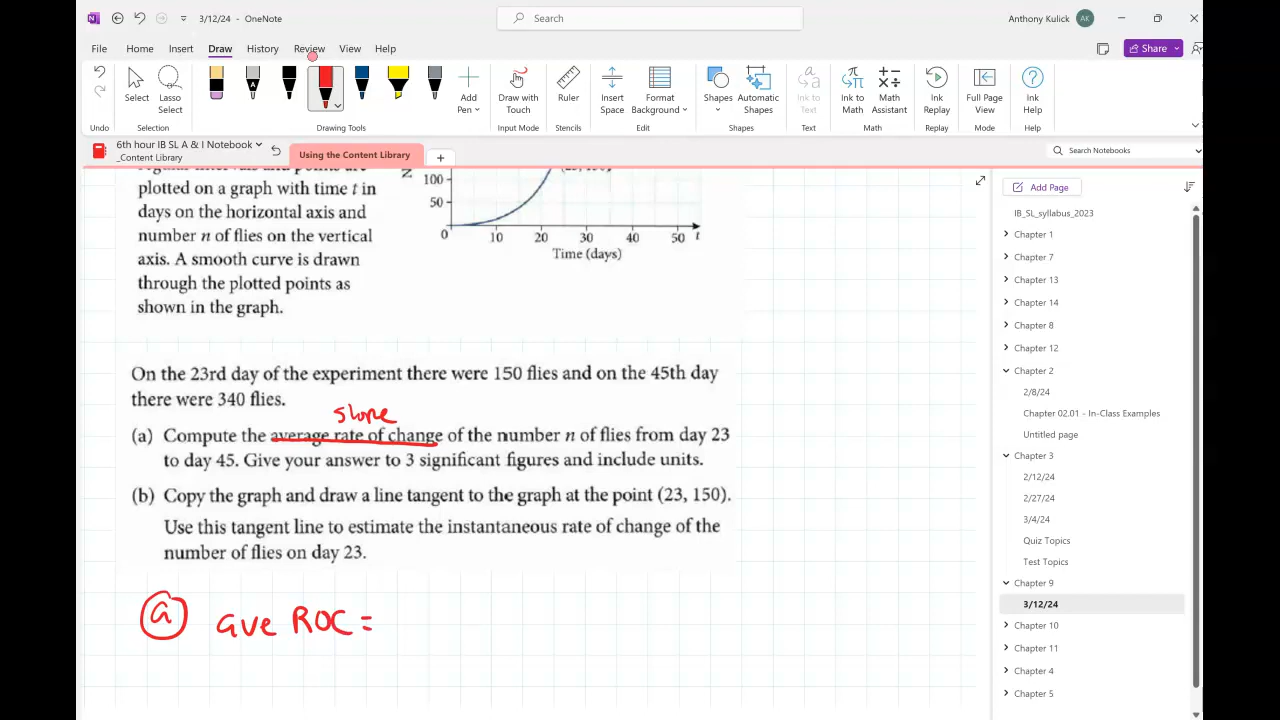 3/12/24 - OneNote
Search
Anthony Kulick
AK
File Home Insert Draw History Review View Help
Share
Undo
Select
Lasso Select
Selection
Add Pen
Drawing Tools
Draw with Touch
Input Mode
Ruler
Stencils
Insert Space
Format Background
Edit
Shapes
Automatic Shapes
Shapes
Ink to Text
Text
Ink to Math
Math Assistant
Math
Ink Replay
Replay
Full Page View
Mode
Ink Help
Help
6th hour IB SL A & I Notebook
_Content Library
Using the Content Library
Search Notebooks
Add Page
IB_SL_syllabus_2023
Chapter 1
Chapter 7
Chapter 13
Chapter 14
Chapter 8
Chapter 12
Chapter 2
2/8/24
Chapter 02.01 - In-Class Examples
Untitled page
Chapter 3
2/12/24
2/27/24
3/4/24
Quiz Topics
Test Topics
Chapter 9
3/12/24
Chapter 10
Chapter 11
Chapter 4
Chapter 5
plotted on a graph with time t in
days on the horizontal axis and
number n of flies on the vertical
axis. A smooth curve is drawn
through the plotted points as
shown in the graph.
100
50
0 10 20 30 40 50 t
Time (days)
On the 23rd day of the experiment there were 150 flies and on the 45th day
there were 340 flies.
slope
(a) Compute the average rate of change of the number n of flies from day 23
to day 45. Give your answer to 3 significant figures and include units.
(b) Copy the graph and draw a line tangent to the graph at the point (23, 150).
Use this tangent line to estimate the instantaneous rate of change of the
number of flies on day 23.
a ave ROC =